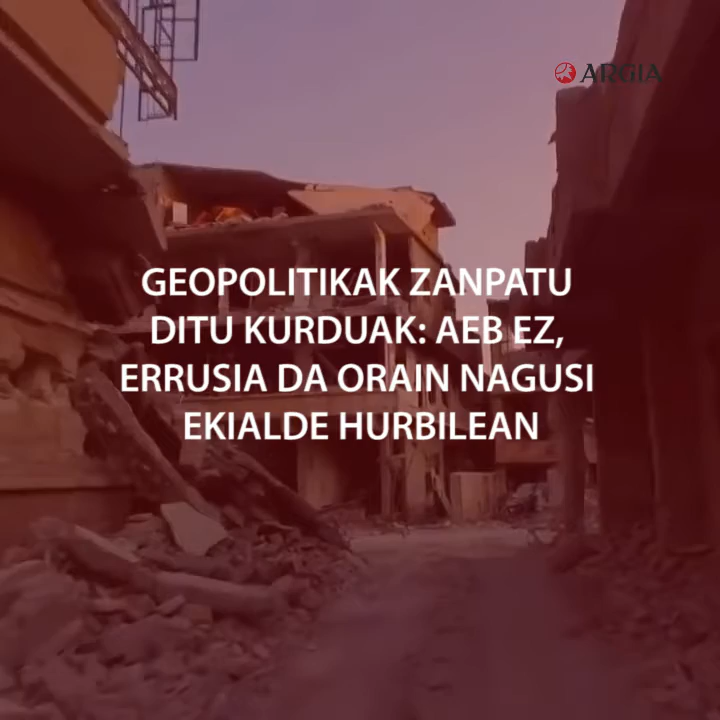 ARGIA
GEOPOLITIKAK ZANPATU
DITU KURDUAK: AEB EZ,
ERRUSIA DA ORAIN NAGUSI
EKIALDE HURBILEAN